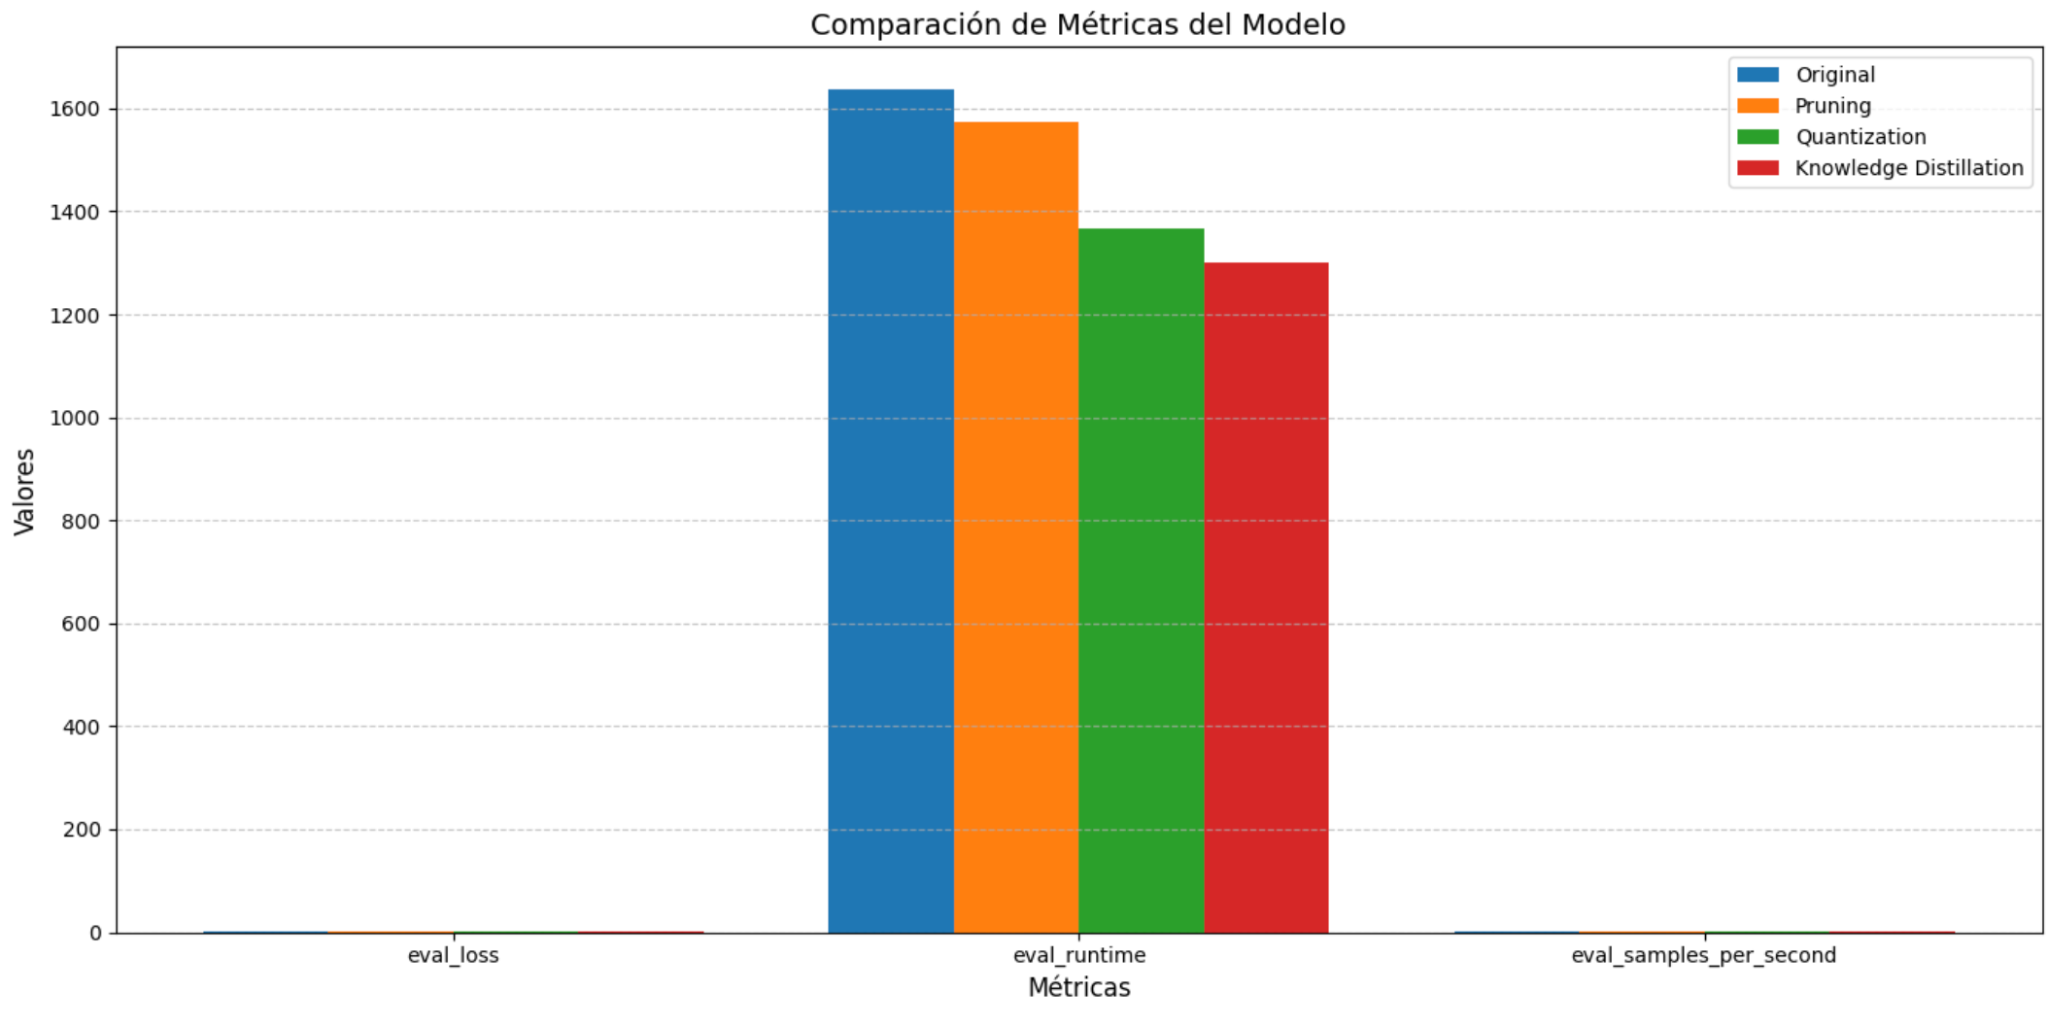 Comparación de Métricas del Modelo
Original
Pruning
Quantization
Knowledge Distillation
1600
1400
1200
1000
800
600
400
200
0
Valores
eval_loss
eval_runtime
eval_samples_per_second
Métricas